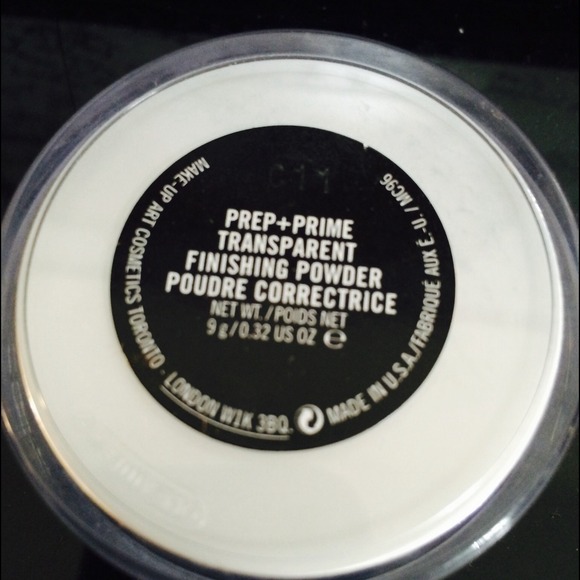 C11
PREP+PRIME
TRANSPARENT
FINISHING POWDER
POUDRE CORRECTRICE
NET WT./POIDS NET
9 g/0.32 US OZ e
MAKE-UP ART COSMETICS TORONTO · LONDON W1K 3BQ. MADE IN U.S.A./FABRIQUÉ AUX É.-U./MC96